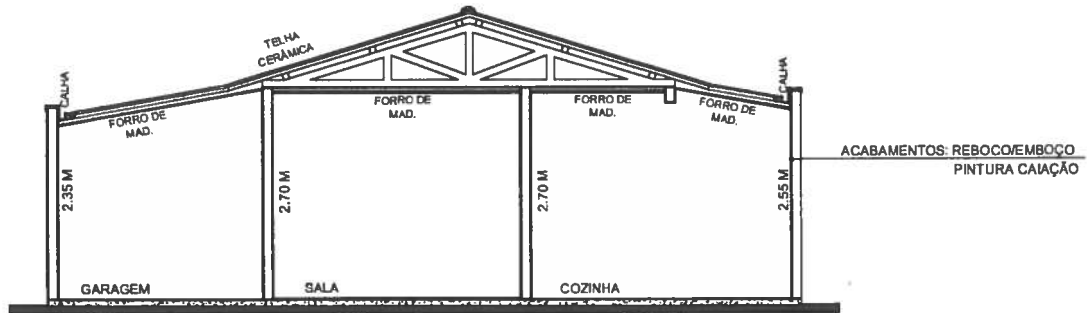 TELHA
CERÂMICA
CALHA
CALHA
FORRO DE
MAD.
FORRO DE
MAD.
FORRO DE
MAD.
FORRO DE
MAD.
ACABAMENTOS: REBOCO/EMBOÇO
PINTURA CAIAÇÃO
2.35 M
2.70 M
2.70 M
2.55 M
GARAGEM
SALA
COZINHA